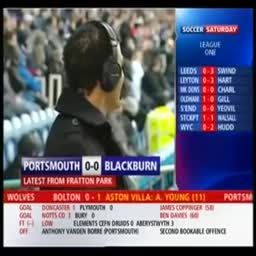 SOCCER SATURDAY
LEAGUE
ONE
LEEDS 0-3 SWIND
LEYTON 0-3 HART
MK DONS 0-0 CHARL
OLDHAM 1-0 GILL
S'END 0-0 YEOVIL
STCKPT 1-1 WALSALL
WYC 0-2 HUDD
PORTSMOUTH 0-0 BLACKBURN
LATEST FROM FRATTON PARK
WOLVES BOLTON 0-1 ASTON VILLA: A. YOUNG (11) PORTSM
GOAL DONCASTER 1 PLYMOUTH 0 JAMES COPPINGER (58)
GOAL NOTTS CO 3 BURY 0 BEN DAVIES (60)
FT (-) LOW ELEMENTS CEFN DRUIDS 0 ABERYSTWYTH 3
OFF ANTHONY VANDEN BORRE (PORTSMOUTH) SECOND BOOKABLE OFFENCE